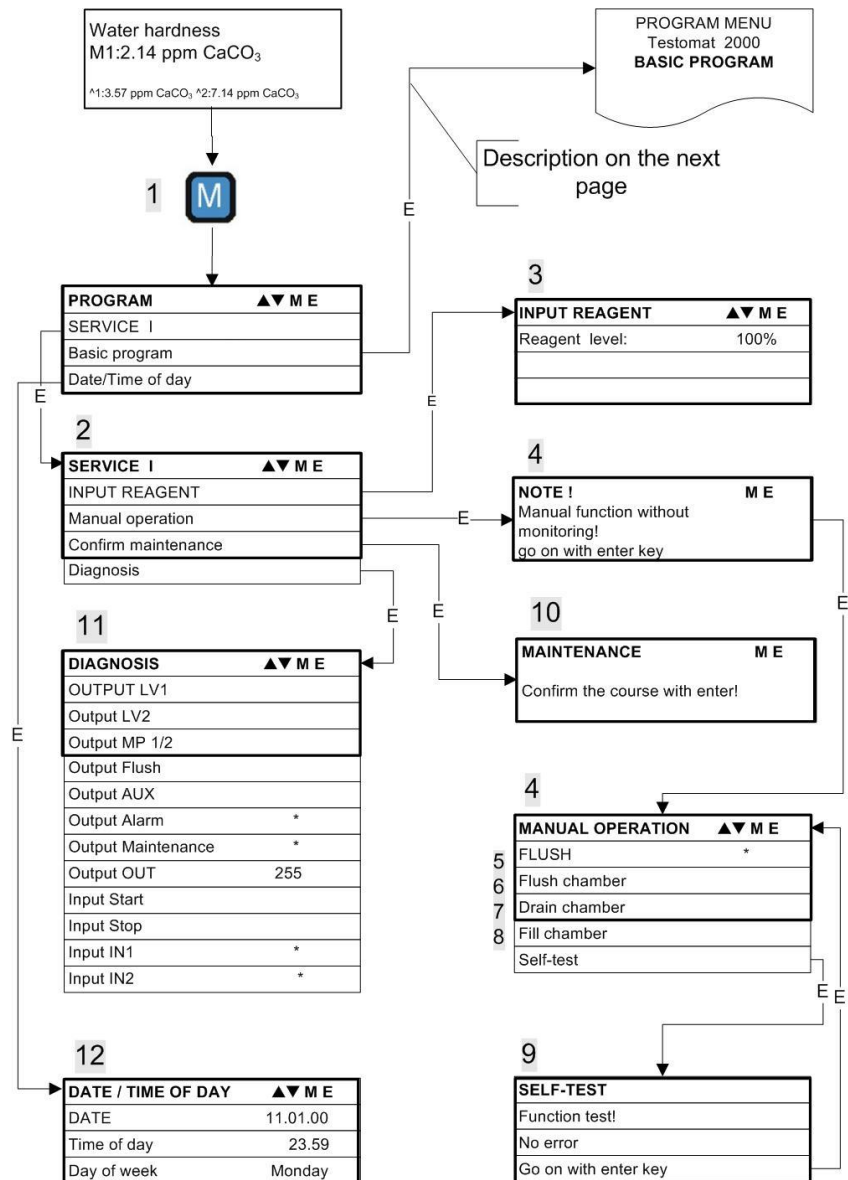 Water hardness
M1:2.14 ppm CaCO₃
^1:3.57 ppm CaCO₃ ^2:7.14 ppm CaCO₃
PROGRAM MENU
Testomat 2000
BASIC PROGRAM
Description on the next
page
1
M
E
PROGRAM ▲▼ M E
SERVICE I
Basic program
Date/Time of day
E
E
3
INPUT REAGENT ▲▼ M E
Reagent level: 100%
E
2
SERVICE I ▲▼ M E
INPUT REAGENT
Manual operation
Confirm maintenance
Diagnosis
E
E
E
4
NOTE ! M E
Manual function without
monitoring!
go on with enter key
E
10
MAINTENANCE M E
Confirm the course with enter!
11
DIAGNOSIS ▲▼ M E
OUTPUT LV1
Output LV2
Output MP 1/2
Output Flush
Output AUX
Output Alarm *
Output Maintenance *
Output OUT 255
Input Start
Input Stop
Input IN1 *
Input IN2 *
4
MANUAL OPERATION ▲▼ M E
5 FLUSH *
6 Flush chamber
7 Drain chamber
8 Fill chamber
Self-test
E
E
12
DATE / TIME OF DAY ▲▼ M E
DATE 11.01.00
Time of day 23.59
Day of week Monday
9
SELF-TEST
Function test!
No error
Go on with enter key